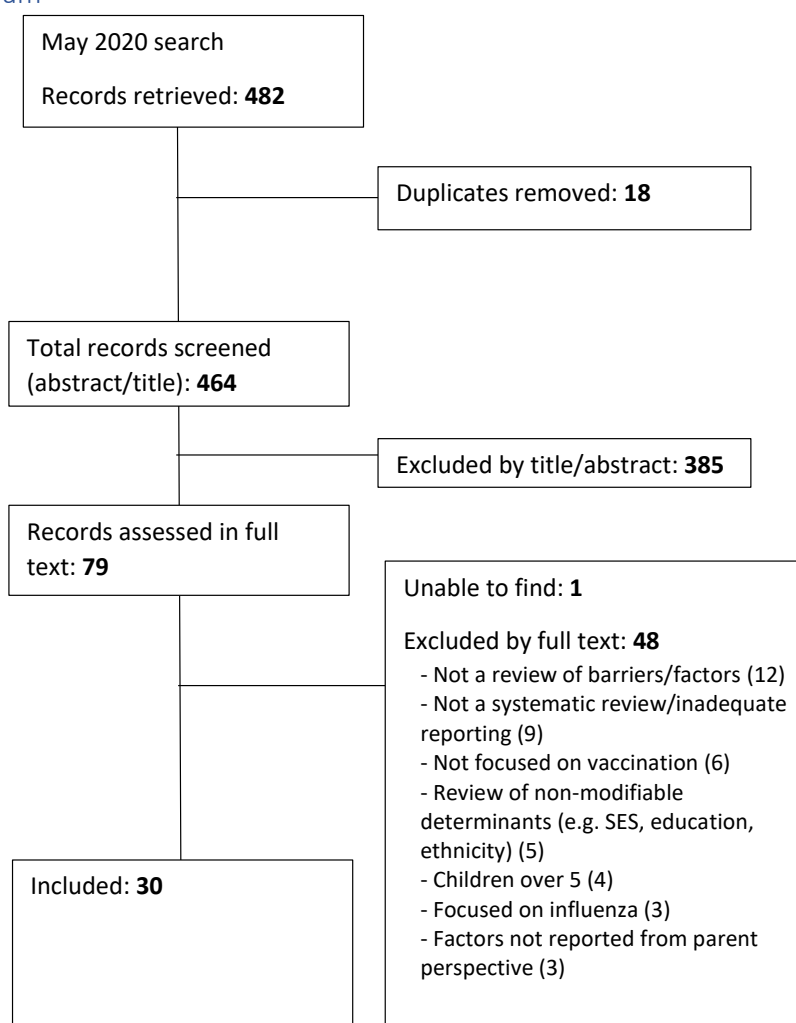 May 2020 search
Records retrieved: 482
Duplicates removed: 18
Total records screened
(abstract/title): 464
Excluded by title/abstract: 385
Records assessed in full
text: 79
Unable to find: 1
Excluded by full text: 48
- Not a review of barriers/factors (12)
- Not a systematic review/inadequate
reporting (9)
- Not focused on vaccination (6)
- Review of non-modifiable
determinants (e.g. SES, education,
ethnicity) (5)
- Children over 5 (4)
- Focused on influenza (3)
- Factors not reported from parent
perspective (3)
Included: 30